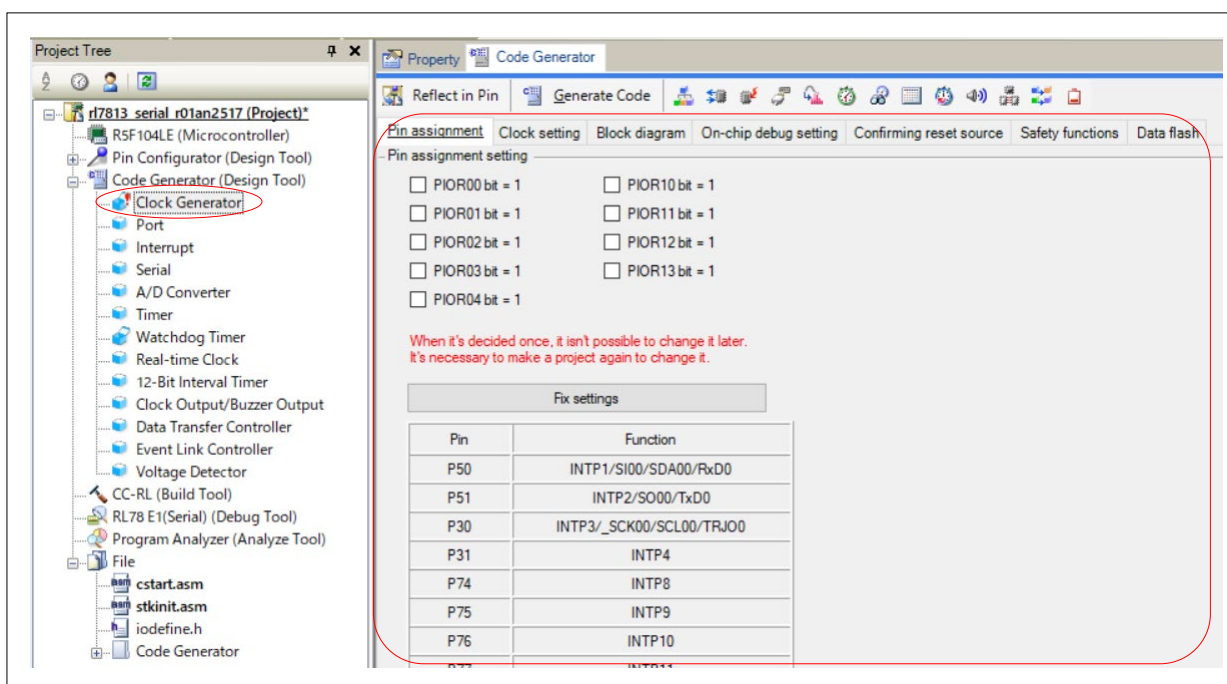 Project Tree
rl7813_serial_r01an2517 (Project)*
R5F104LE (Microcontroller)
Pin Configurator (Design Tool)
Code Generator (Design Tool)
Clock Generator
Port
Interrupt
Serial
A/D Converter
Timer
Watchdog Timer
Real-time Clock
12-Bit Interval Timer
Clock Output/Buzzer Output
Data Transfer Controller
Event Link Controller
Voltage Detector
CC-RL (Build Tool)
RL78 E1(Serial) (Debug Tool)
Program Analyzer (Analyze Tool)
File
cstart.asm
stkinit.asm
iodefine.h
Code Generator
Property Code Generator
Reflect in Pin Generate Code
Pin assignment Clock setting Block diagram On-chip debug setting Confirming reset source Safety functions Data flash
Pin assignment setting
PIOR00 bit = 1 PIOR10 bit = 1
PIOR01 bit = 1 PIOR11 bit = 1
PIOR02 bit = 1 PIOR12 bit = 1
PIOR03 bit = 1 PIOR13 bit = 1
PIOR04 bit = 1
When it's decided once, it isn't possible to change it later.
It's necessary to make a project again to change it.
Fix settings
Pin Function
P50 INTP1/SI00/SDA00/RxD0
P51 INTP2/SO00/TxD0
P30 INTP3/_SCK00/SCL00/TRJO0
P31 INTP4
P74 INTP8
P75 INTP9
P76 INTP10
P77 INTP11